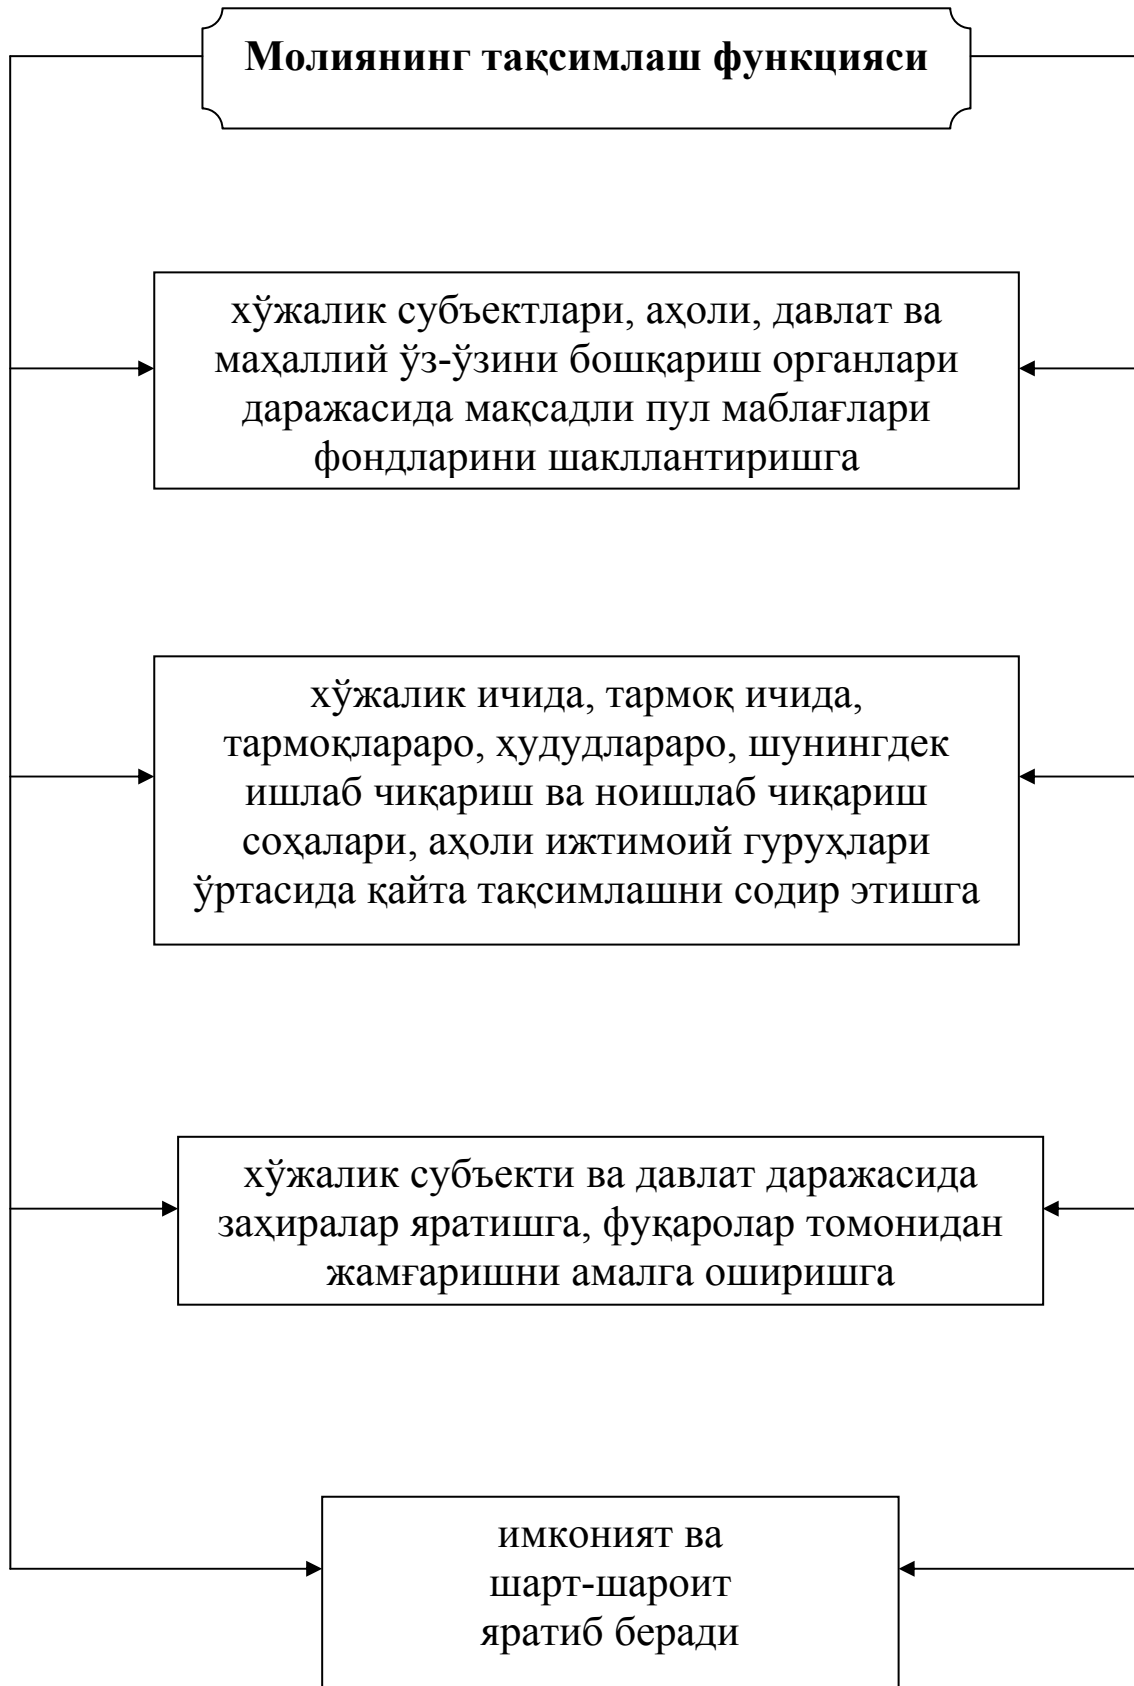 Молиянинг тақсимлаш функцияси
хўжалик субъектлари, аҳоли, давлат ва
маҳаллий ўз-ўзини бошқариш органлари
даражасида мақсадли пул маблағлари
фондларини шакллантиришга
хўжалик ичида, тармоқ ичида,
тармоқлараро, ҳудудлараро, шунингдек
ишлаб чиқариш ва ноишлаб чиқариш
соҳалари, аҳоли ижтимоий гуруҳлари
ўртасида қайта тақсимлашни содир этишга
хўжалик субъекти ва давлат даражасида
заҳиралар яратишга, фуқаролар томонидан
жамғаришни амалга оширишга
имконият ва
шарт-шароит
яратиб беради